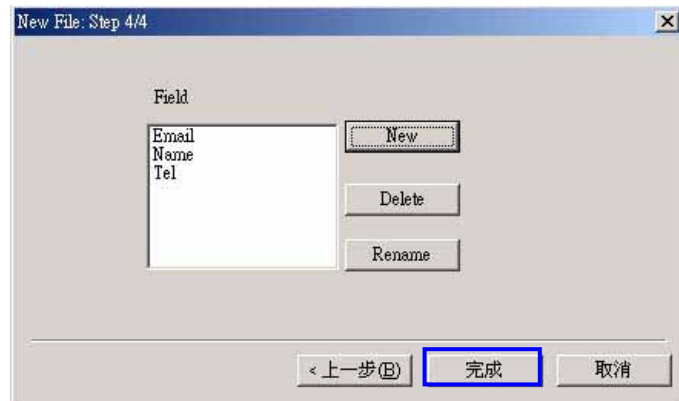 New File: Step 4/4
Field
Email
Name
Tel
New
Delete
Rename
< 上一步(B)
完成
取消